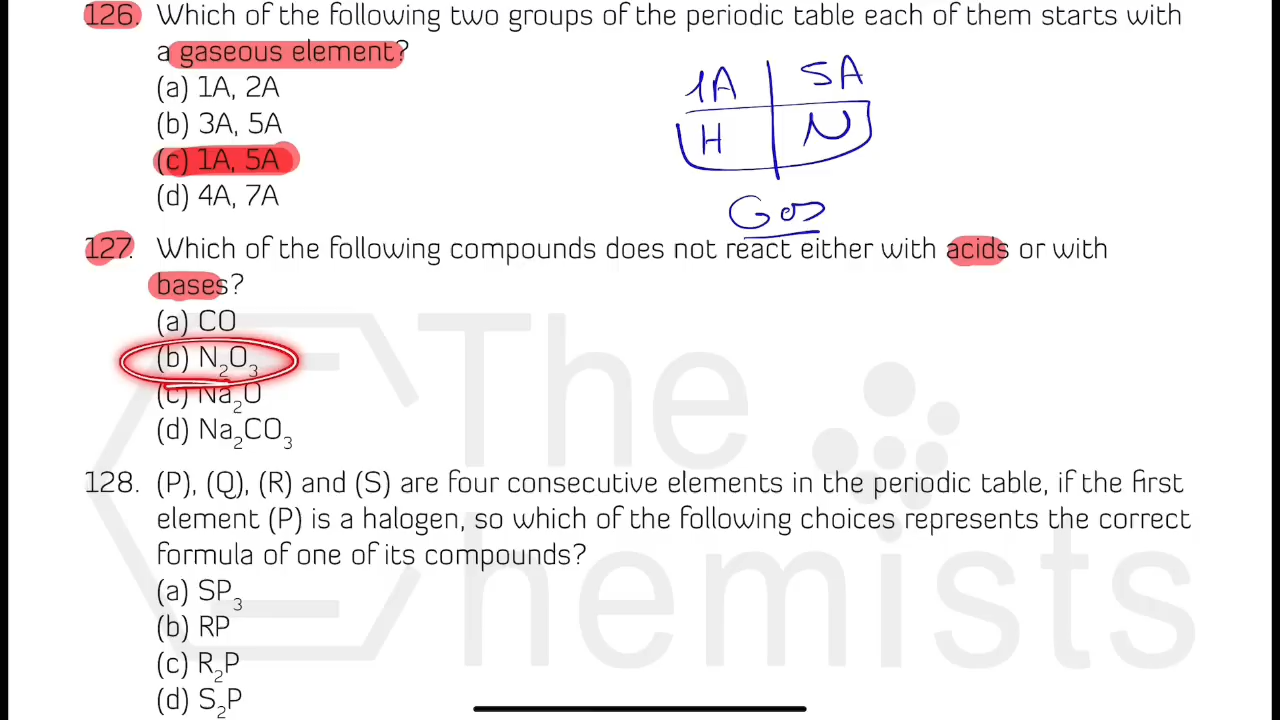 126. Which of the following two groups of the periodic table each of them starts with
a gaseous element?
(a) 1A, 2A
(b) 3A, 5A
(c) 1A, 5A
(d) 4A, 7A
1A 5A
H N
Gas
127. Which of the following compounds does not react either with acids or with
bases?
(a) CO
(b) N₂O₃
(c) Na₂O
(d) Na₂CO₃
128. (P), (Q), (R) and (S) are four consecutive elements in the periodic table, if the first
element (P) is a halogen, so which of the following choices represents the correct
formula of one of its compounds?
(a) SP₃
(b) RP
(c) R₂P
(d) S₂P
The
Chemists